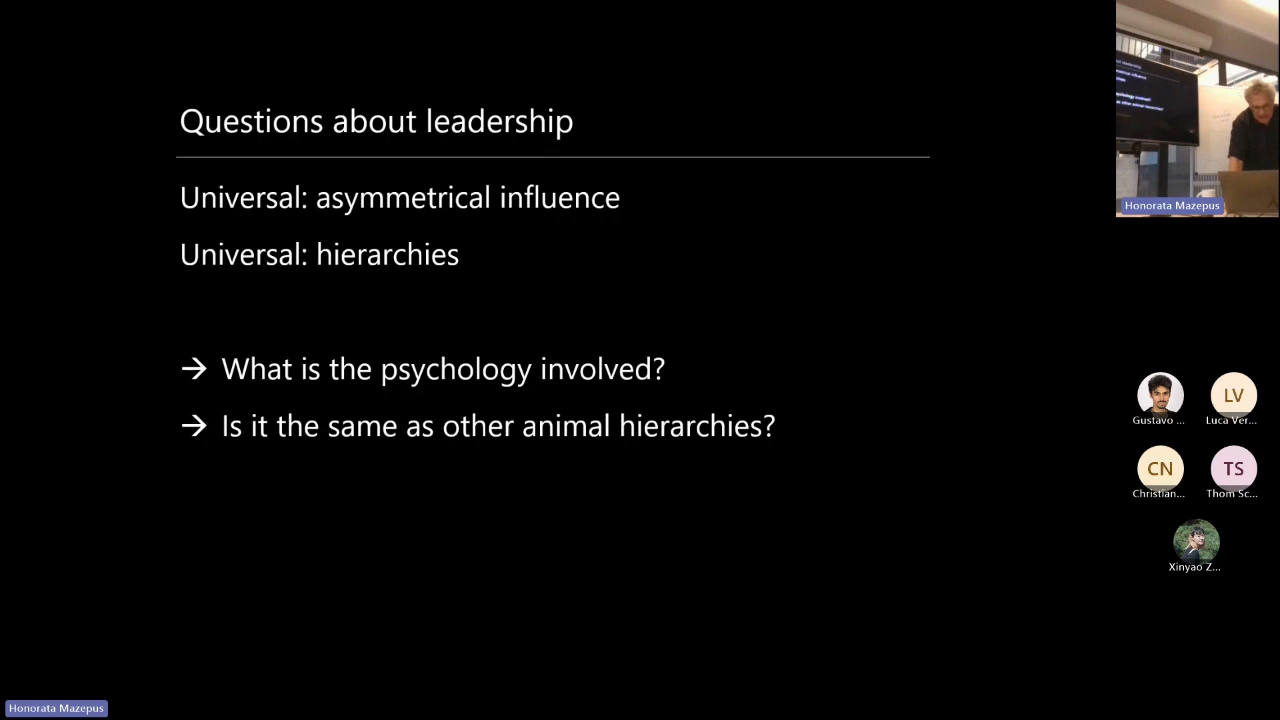 Questions about leadership
Universal: asymmetrical influence
Universal: hierarchies
→ What is the psychology involved?
→ Is it the same as other animal hierarchies?
Honorata Mazepus
Gustavo ...
LV
Luca Ver...
CN
Christian...
TS
Thom Sc...
Xinyao Z...
Honorata Mazepus